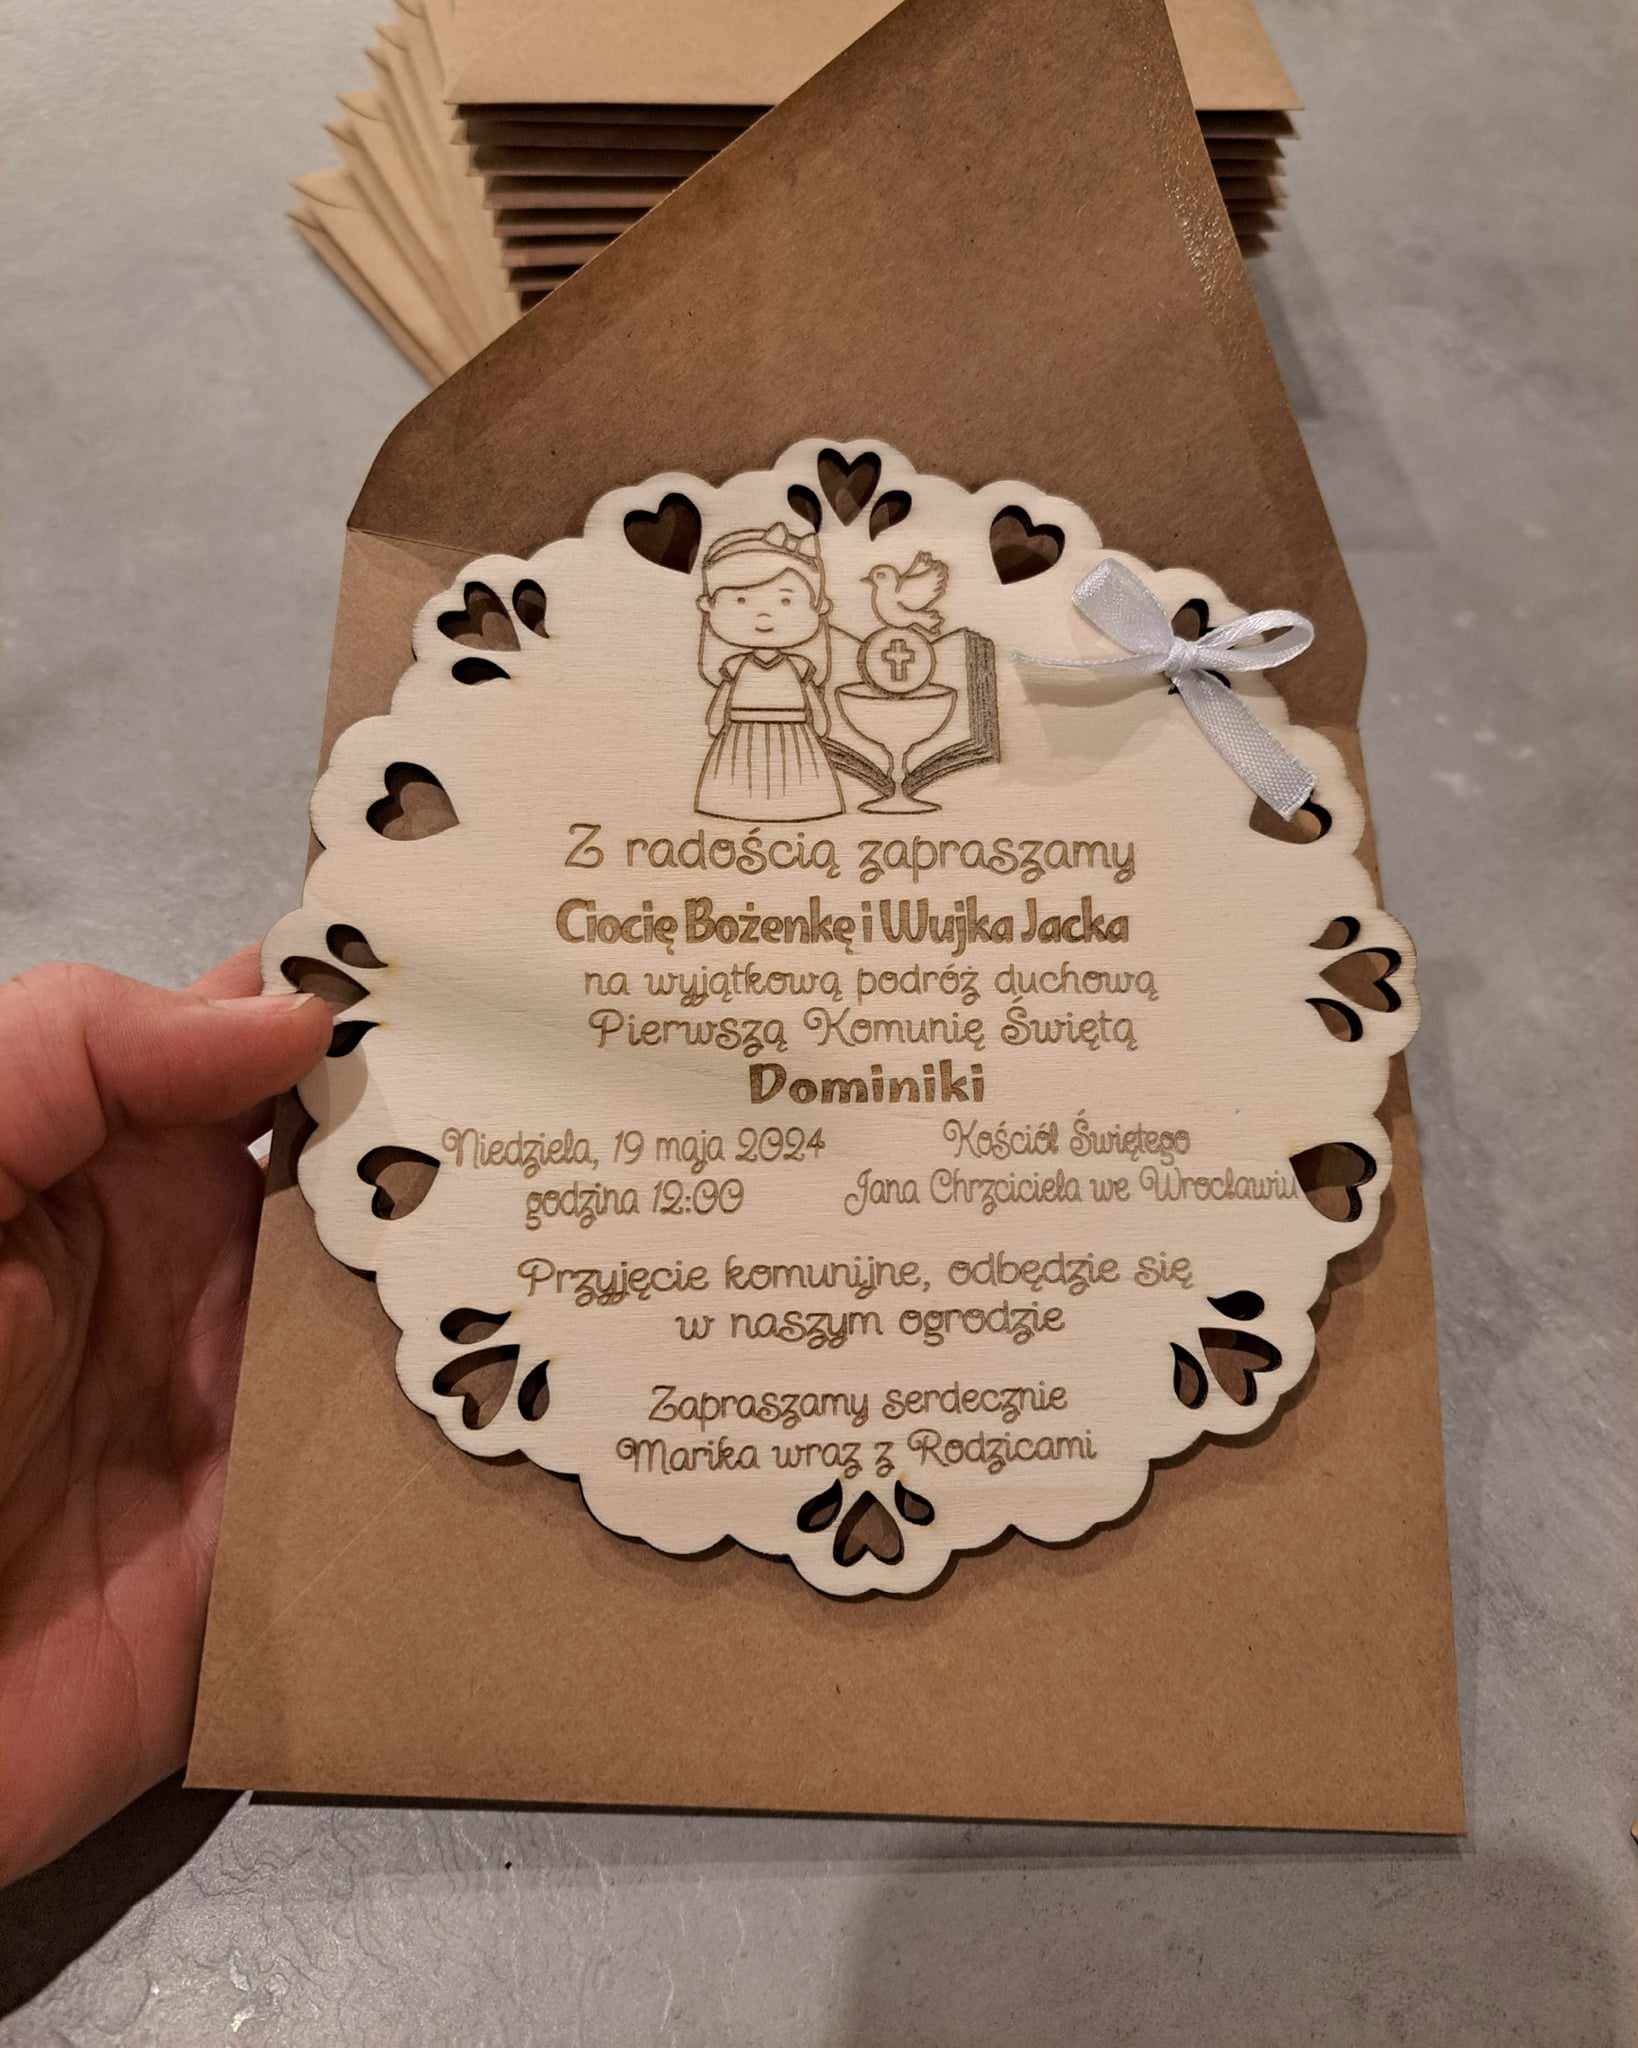 Z radością zapraszamy
Ciocię Bożenkę i Wujka Jacka
na wyjątkową podróż duchową
Pierwszą Komunię Świętą
Dominiki
Niedziela, 19 maja 2024
godzina 12:00
Kościół Świętego
Jana Chrzciciela we Wrocławiu
Przyjęcie komunijne, odbędzie się
w naszym ogrodzie
Zapraszamy serdecznie
Marika wraz z Rodzicami